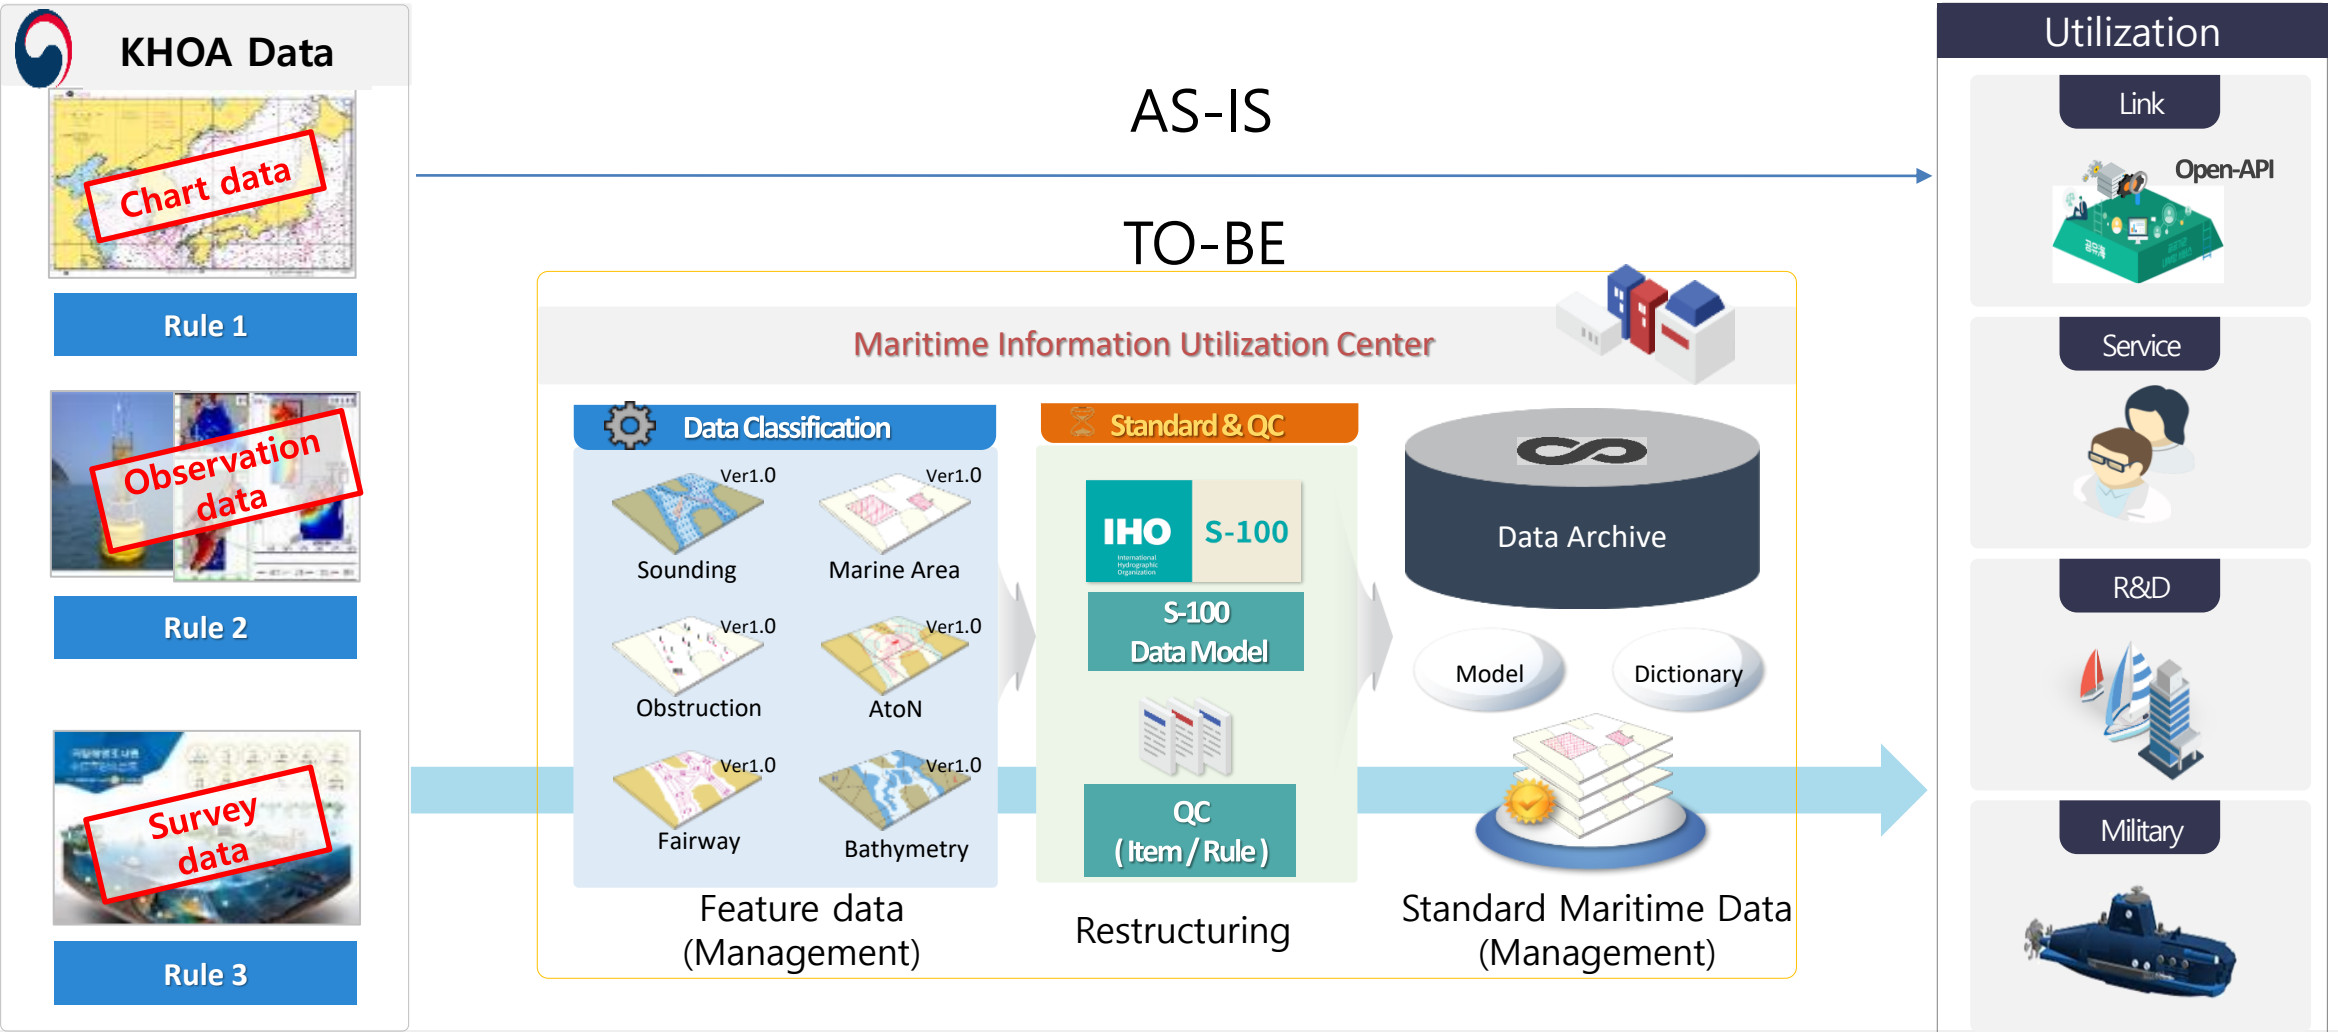 KHOA Data
Chart data
Rule 1
Observation
data
Rule 2
Survey
data
Rule 3
AS-IS
TO-BE
Maritime Information Utilization Center
Data Classification
Ver1.0
Sounding
Ver1.0
Marine Area
Ver1.0
Obstruction
Ver1.0
AtoN
Ver1.0
Fairway
Ver1.0
Bathymetry
Feature data
(Management)
Standard & QC
IHO
International
Hydrographic
Organization
S-100
S-100
Data Model
QC
( Item / Rule )
Restructuring
Data Archive
Model
Dictionary
Standard Maritime Data
(Management)
Utilization
Link
Open-API
Service
R&D
Military